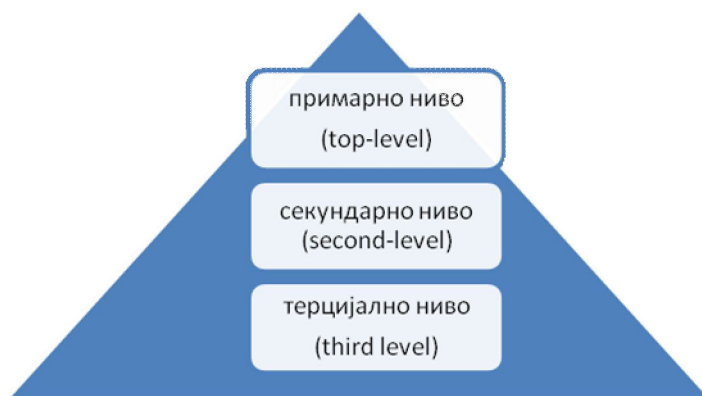 примарно ниво
(top-level)
секундарно ниво
(second-level)
терцијално ниво
(third level)